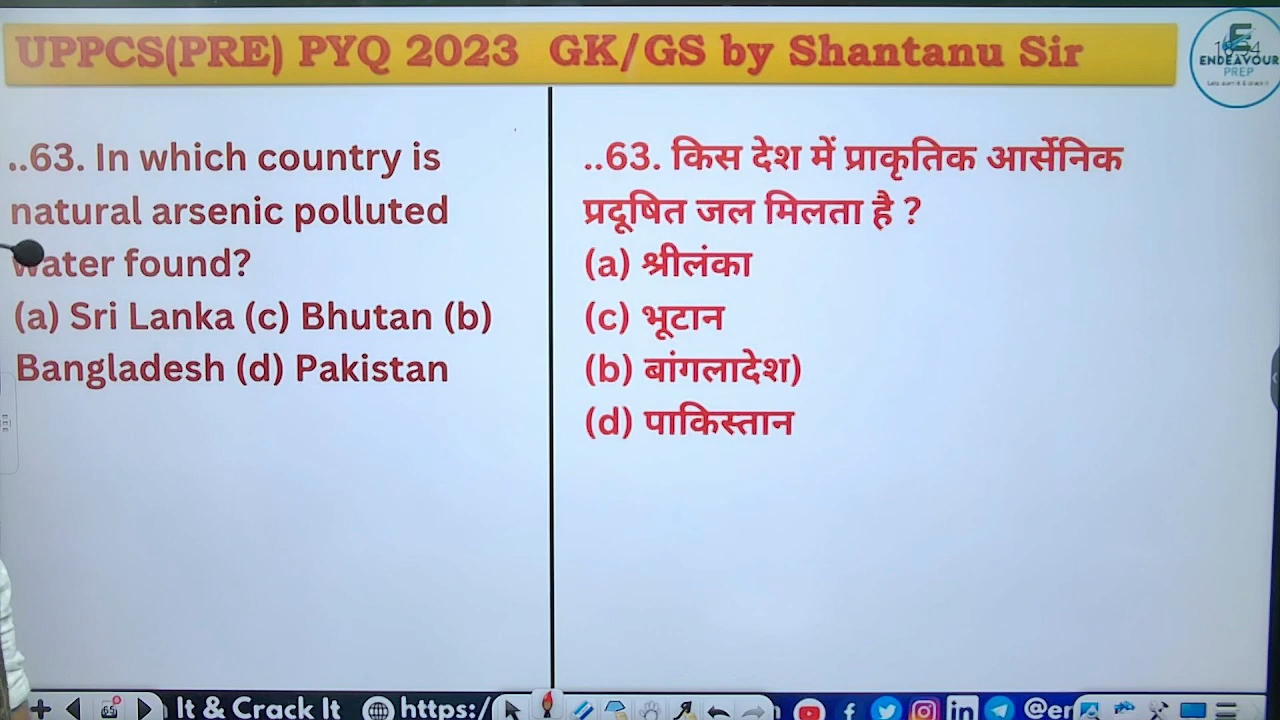 UPPCS(PRE) PYQ 2023 GK/GS by Shantanu Sir
ENDEAVOUR
PREP
..63. In which country is
natural arsenic polluted
water found?
(a) Sri Lanka (c) Bhutan (b)
Bangladesh (d) Pakistan
..63. किस देश में प्राकृतिक आर्सेनिक
प्रदूषित जल मिलता है ?
(a) श्रीलंका
(c) भूटान
(b) बांगलादेश)
(d) पाकिस्तान
It & Crack It https:/ @er